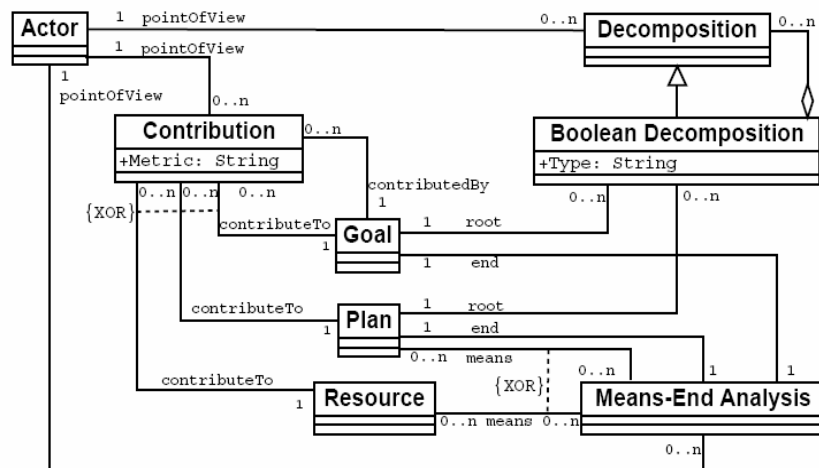 Actor
1 pointOfView
0..n
Decomposition
0..n
1 pointOfView
1
pointOfView
0..n
Contribution
+Metric: String
0..n
Boolean Decomposition
+Type: String
0..n 0..n 0..n
{XOR}
contributedBy
1
0..n
0..n
contributeTo
1
Goal
1 root
1 end
contributeTo
1
Plan
1 root
1 end
0..n means
0..n
1
1
{XOR}
contributeTo
1
Resource
0..n means 0..n
Means-End Analysis
0..n